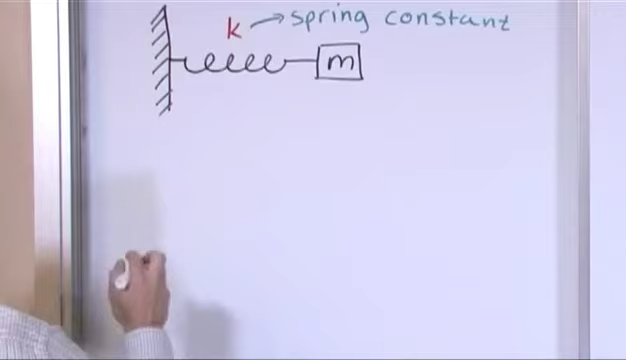 k → spring constant
m